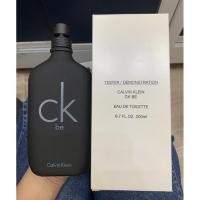 ck
be
Calvin Klein
TESTER / DEMONSTRATION
CALVIN KLEIN
CK BE
EAU DE TOILETTE
6.7 FL. OZ. 200ml